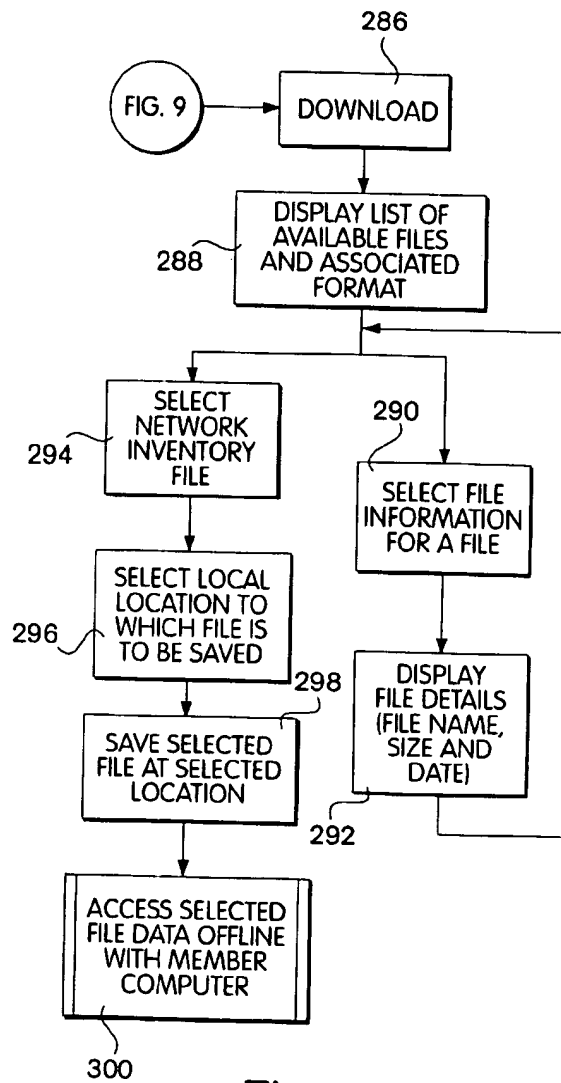 286
FIG. 9
DOWNLOAD
DISPLAY LIST OF
AVAILABLE FILES
AND ASSOCIATED
FORMAT
288
SELECT
NETWORK
INVENTORY
FILE
294
290
SELECT FILE
INFORMATION
FOR A FILE
SELECT LOCAL
LOCATION TO
WHICH FILE IS
TO BE SAVED
296
298
DISPLAY
FILE DETAILS
(FILE NAME,
SIZE AND
DATE)
292
SAVE SELECTED
FILE AT SELECTED
LOCATION
ACCESS SELECTED
FILE DATA OFFLINE
WITH MEMBER
COMPUTER
300